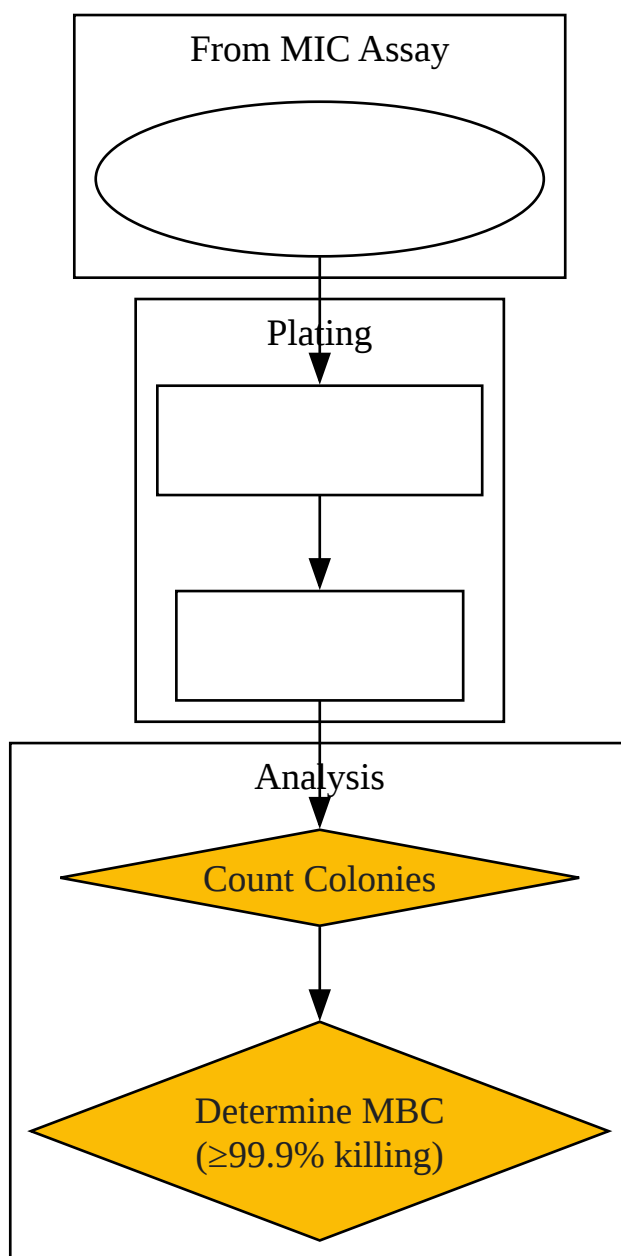 From MIC Assay
Plating
Analysis
Count Colonies
Determine MBC
(≥99.9% killing)